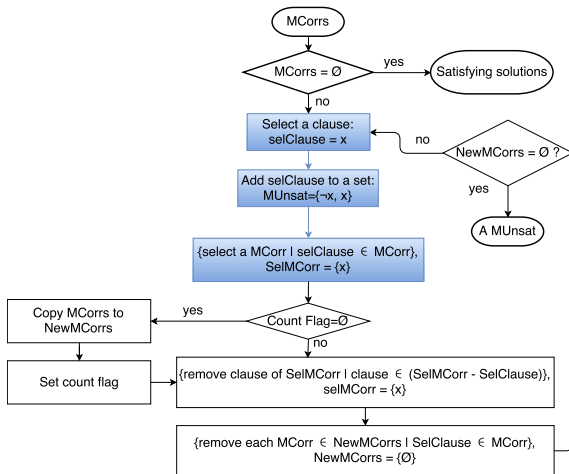 MCorrs
MCorrs = Ø
yes
Satisfying solutions
no
Select a clause:
selClause = x
no
NewMCorrs = Ø ?
yes
Add selClause to a set:
MUnsat={¬x, x}
A MUnsat
{select a MCorr | selClause ∈ MCorr},
SelMCorr = {x}
Copy MCorrs to
NewMCorrs
yes
Count Flag=Ø
no
Set count flag
{remove clause of SelMCorr | clause ∈ (SelMCorr - SelClause)},
selMCorr = {x}
{remove each MCorr ∈ NewMCorrs | SelClause ∈ MCorr},
NewMCorrs = {Ø}